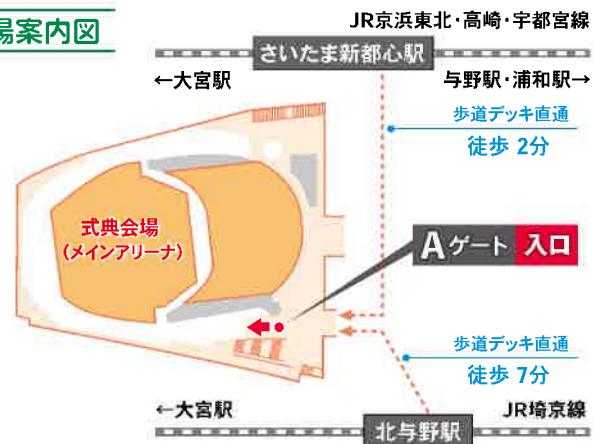 場案内図
JR京浜東北・高崎・宇都宮線
さいたま新都心駅
←大宮駅
与野駅・浦和駅→
歩道デッキ直通
徒歩 2分
式典会場
(メインアリーナ)
Aゲート 入口
歩道デッキ直通
徒歩 7分
←大宮駅
JR埼京線
北与野駅